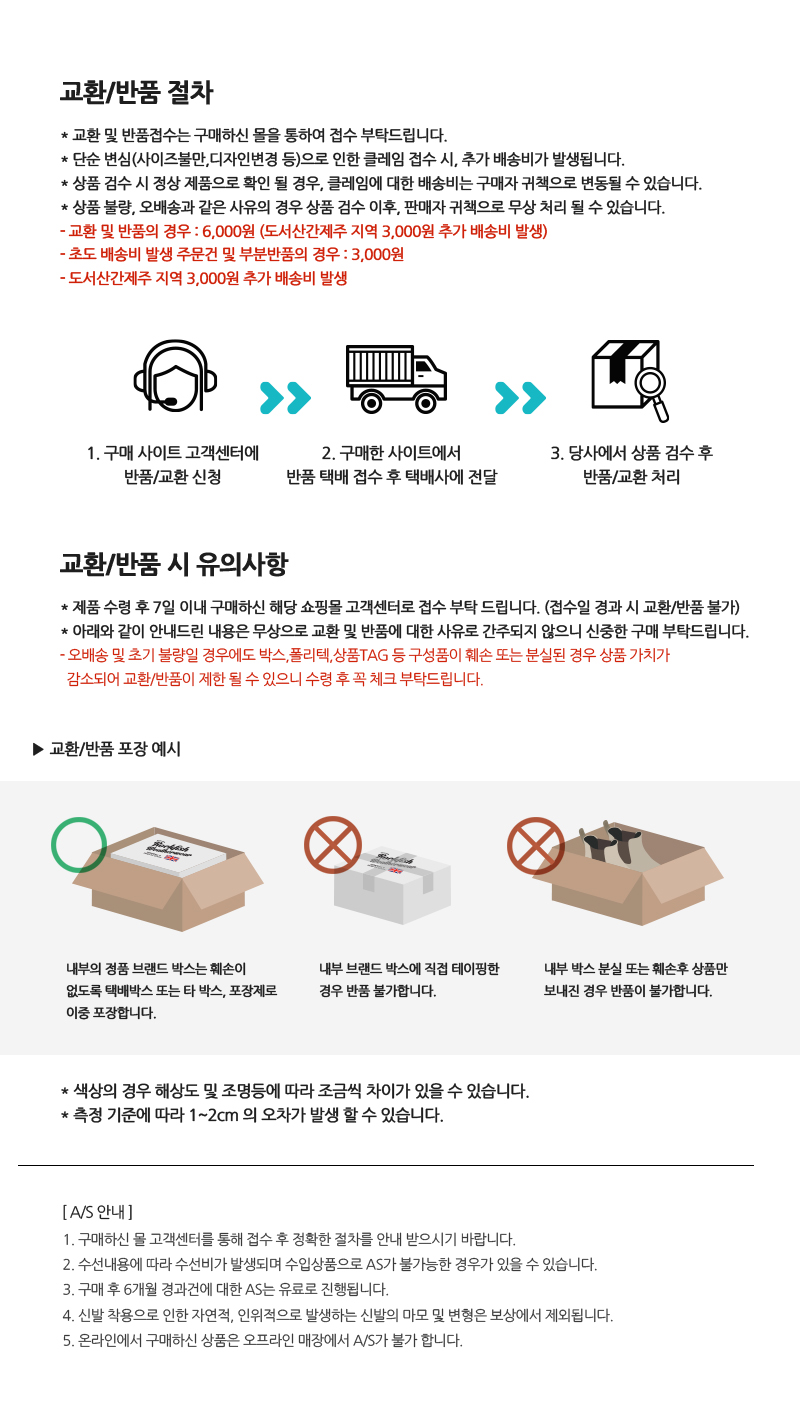 교환/반품 절차
* 교환 및 반품접수는 구매하신 몰을 통하여 접수 부탁드립니다.
* 단순 변심(사이즈불만,디자인변경 등)으로 인한 클레임 접수 시, 추가 배송비가 발생됩니다.
* 상품 검수 시 정상 제품으로 확인 될 경우, 클레임에 대한 배송비는 구매자 귀책으로 변동될 수 있습니다.
* 상품 불량, 오배송과 같은 사유의 경우 상품 검수 이후, 판매자 귀책으로 무상 처리 될 수 있습니다.
- 교환 및 반품의 경우 : 6,000원 (도서산간제주 지역 3,000원 추가 배송비 발생)
- 초도 배송비 발생 주문건 및 부분반품의 경우 : 3,000원
- 도서산간제주 지역 3,000원 추가 배송비 발생
1. 구매 사이트 고객센터에
반품/교환 신청
2. 구매한 사이트에서
반품 택배 접수 후 택배사에 전달
3. 당사에서 상품 검수 후
반품/교환 처리
교환/반품 시 유의사항
* 제품 수령 후 7일 이내 구매하신 해당 쇼핑몰 고객센터로 접수 부탁 드립니다. (접수일 경과 시 교환/반품 불가)
* 아래와 같이 안내드린 내용은 무상으로 교환 및 반품에 대한 사유로 간주되지 않으니 신중한 구매 부탁드립니다.
- 오배송 및 초기 불량일 경우에도 박스,폴리텍,상품TAG 등 구성품이 훼손 또는 분실된 경우 상품 가치가
감소되어 교환/반품이 제한 될 수 있으니 수령 후 꼭 체크 부탁드립니다.
▶ 교환/반품 포장 예시
Rockfish
Weatherwear
Rockfish
Weatherwear
내부의 정품 브랜드 박스는 훼손이
없도록 택배박스 또는 타 박스, 포장제로
이중 포장합니다.
내부 브랜드 박스에 직접 테이핑한
경우 반품 불가합니다.
내부 박스 분실 또는 훼손후 상품만
보내진 경우 반품이 불가합니다.
* 색상의 경우 해상도 및 조명등에 따라 조금씩 차이가 있을 수 있습니다.
* 측정 기준에 따라 1~2cm 의 오차가 발생 할 수 있습니다.
[ A/S 안내 ]
1. 구매하신 몰 고객센터를 통해 접수 후 정확한 절차를 안내 받으시기 바랍니다.
2. 수선내용에 따라 수선비가 발생되며 수입상품으로 AS가 불가능한 경우가 있을 수 있습니다.
3. 구매 후 6개월 경과건에 대한 AS는 유료로 진행됩니다.
4. 신발 착용으로 인한 자연적, 인위적으로 발생하는 신발의 마모 및 변형은 보상에서 제외됩니다.
5. 온라인에서 구매하신 상품은 오프라인 매장에서 A/S가 불가 합니다.